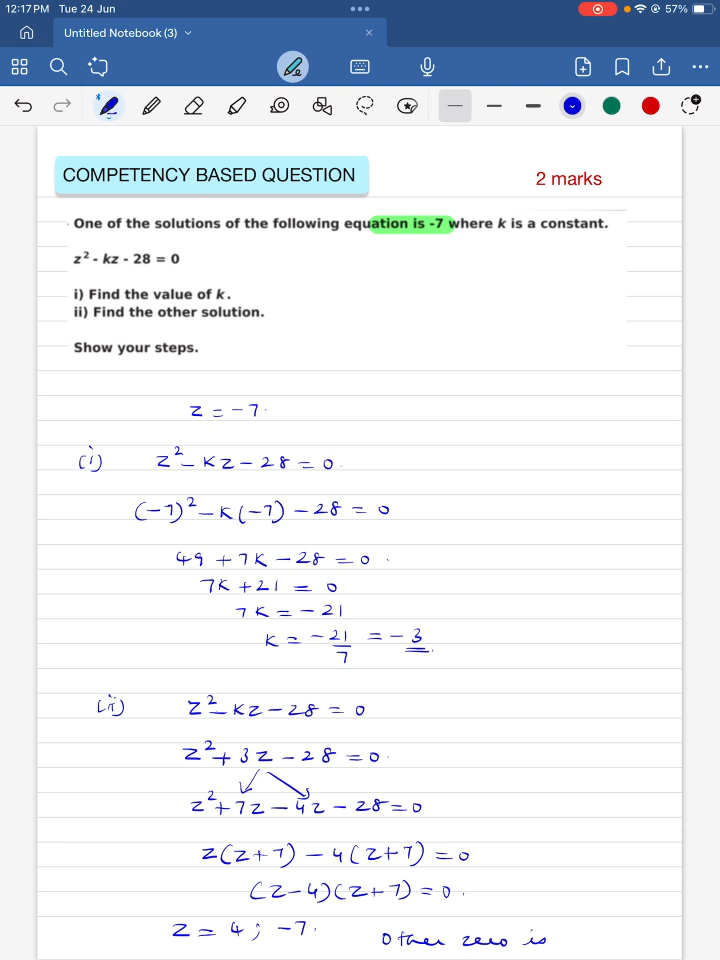 12:17 PM Tue 24 Jun
57%
Untitled Notebook (3)
COMPETENCY BASED QUESTION
2 marks
One of the solutions of the following equation is -7 where k is a constant.
z² - kz - 28 = 0
i) Find the value of k.
ii) Find the other solution.
Show your steps.
z = -7.
(i) z² - kz - 28 = 0.
(-7)² - k(-7) - 28 = 0
49 + 7k - 28 = 0.
7k + 21 = 0
7k = -21
k = -21/7 = -3.
(ii) z² - kz - 28 = 0
z² + 3z - 28 = 0.
z² + 7z - 4z - 28 = 0
z(z+7) - 4(z+7) = 0
(z-4)(z+7) = 0.
z = 4; -7. Other zero is